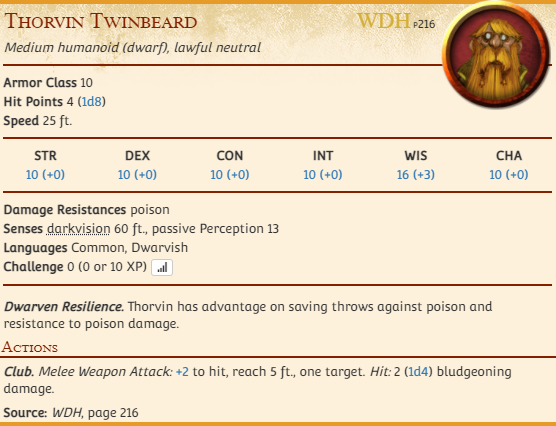 Thorvin Twinbeard WDH p216
Medium humanoid (dwarf), lawful neutral
Armor Class 10
Hit Points 4 (1d8)
Speed 25 ft.
STR DEX CON INT WIS CHA
10 (+0) 10 (+0) 10 (+0) 10 (+0) 16 (+3) 10 (+0)
Damage Resistances poison
Senses darkvision 60 ft., passive Perception 13
Languages Common, Dwarvish
Challenge 0 (0 or 10 XP)
Dwarven Resilience. Thorvin has advantage on saving throws against poison and
resistance to poison damage.
Actions
Club. Melee Weapon Attack: +2 to hit, reach 5 ft., one target. Hit: 2 (1d4) bludgeoning
damage.
Source: WDH, page 216